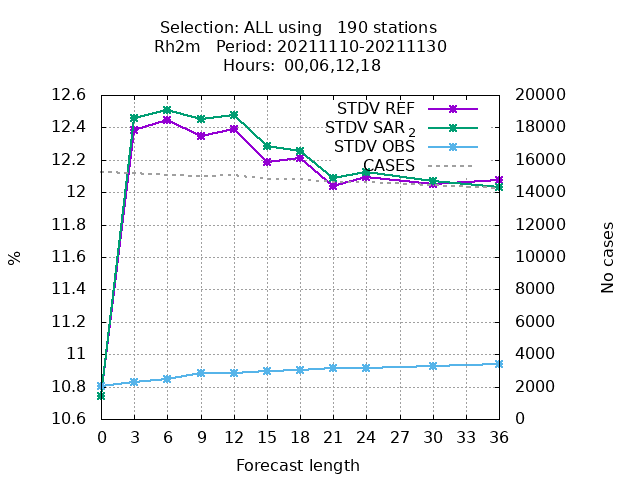 Selection: ALL using   190 stations
Rh2m   Period: 20211110-20211130
Hours: 00,06,12,18
STDV REF
STDV SAR2
STDV OBS
CASES
12.6
12.4
12.2
12
11.8
11.6
11.4
11.2
11
10.8
10.6
%
20000
18000
16000
14000
12000
10000
8000
6000
4000
2000
0
No cases
0 3 6 9 12 15 18 21 24 27 30 33 36
Forecast length